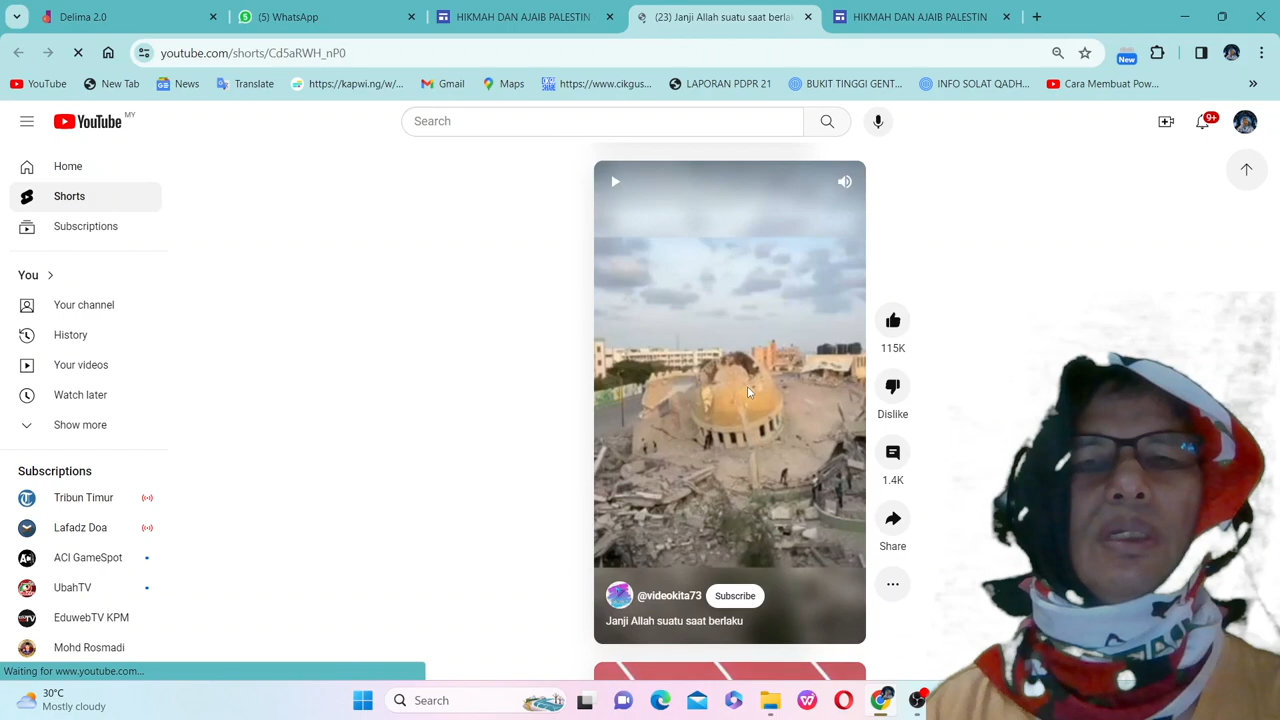 Delima 2.0
(5) WhatsApp
HIKMAH DAN AJAIB PALESTIN
(23) Janji Allah suatu saat berla
HIKMAH DAN AJAIB PALESTIN
youtube.com/shorts/Cd5aRWH_nP0
New
YouTube
New Tab
News
Translate
https://kapwi.ng/w/...
Gmail
Maps
https://www.cikgus...
LAPORAN PDPR 21
BUKIT TINGGI GENT...
INFO SOLAT QADH...
Cara Membuat Pow...
YouTube MY
Search
9+
Home
Shorts
Subscriptions
You
Your channel
History
Your videos
Watch later
Show more
Subscriptions
Tribun Timur
Lafadz Doa
ACI GameSpot
UbahTV
EduwebTV KPM
Mohd Rosmadi
115K
Dislike
1.4K
Share
@videokita73
Subscribe
Janji Allah suatu saat berlaku
Waiting for www.youtube.com...
30°C
Mostly cloudy
Search